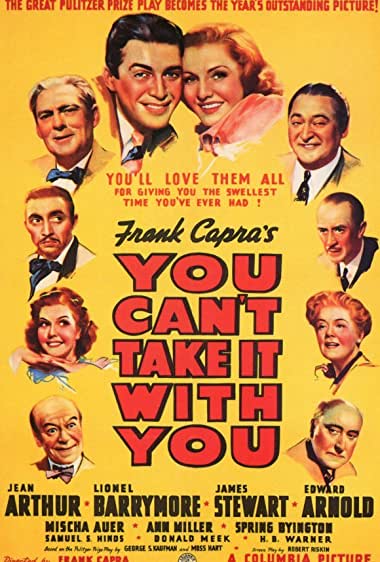 THE GREAT PULITZER PRIZE PLAY BECOMES THE YEAR'S OUTSTANDING PICTURE!
YOU'LL LOVE THEM ALL
FOR GIVING YOU THE SWELLEST
TIME YOU'VE EVER HAD!
Frank Capra's
YOU
CAN'T
TAKE IT
WITH
YOU
JEAN LIONEL JAMES EDWARD
ARTHUR ★ BARRYMORE ★ STEWART ★ ARNOLD
MISCHA AUER ★ ANN MILLER ★ SPRING BYINGTON
SAMUEL S. HINDS ★ DONALD MEEK ★ H. B. WARNER
Based on the Pulitzer Prize Play by GEORGE S. KAUFMAN and MOSS HART Screen Play by ROBERT RISKIN
Directed by FRANK CAPRA A COLUMBIA PICTURE